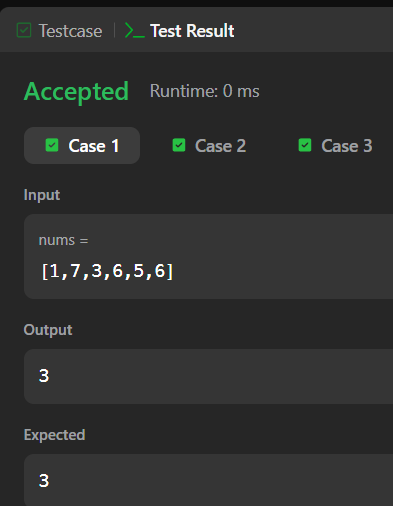 Testcase | Test Result
Accepted Runtime: 0 ms
Case 1 Case 2 Case 3
Input
nums =
[1,7,3,6,5,6]
Output
3
Expected
3